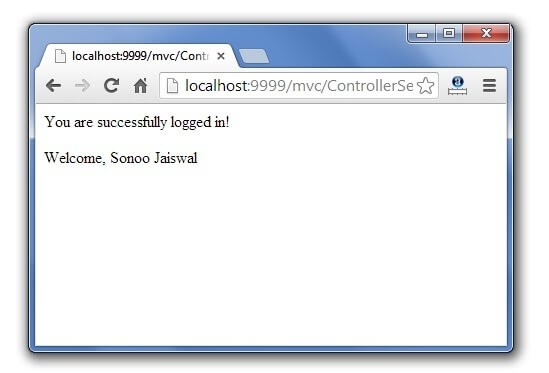 localhost:9999/mvc/Contr
localhost:9999/mvc/ControllerSe
You are successfully logged in!
Welcome, Sonoo Jaiswal